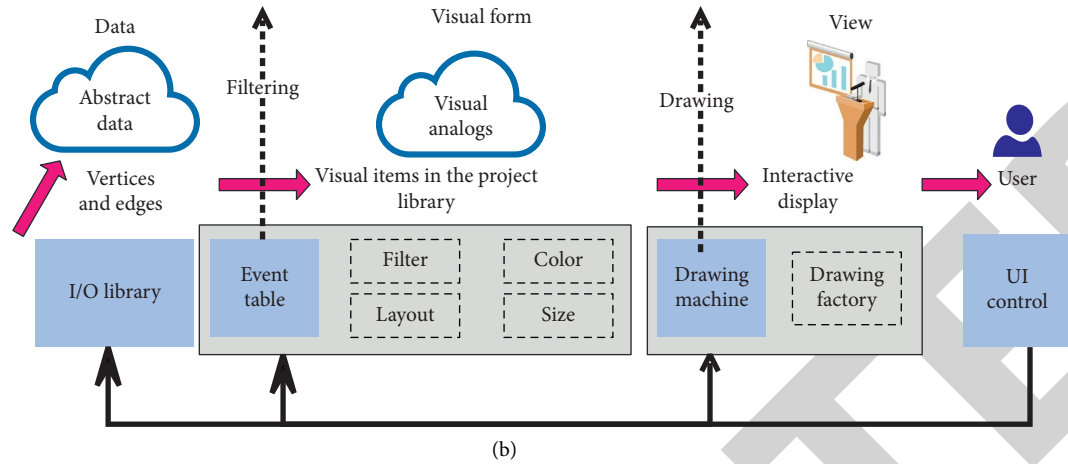 Data
Visual form
View
Abstract
data
Filtering
Visual
analogs
Drawing
Vertices
and edges
Visual items in the project
library
Interactive
display
User
I/O library
Event
table
Filter
Color
Layout
Size
Drawing
machine
Drawing
factory
UI
control
(b)